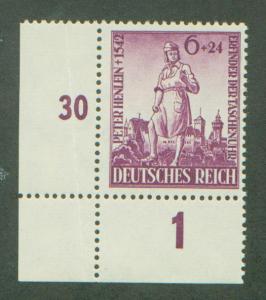 6+24
PETER HENLEIN + 1542
ERFINDER DER TASCHENUHR
30
DEUTSCHES REICH
1